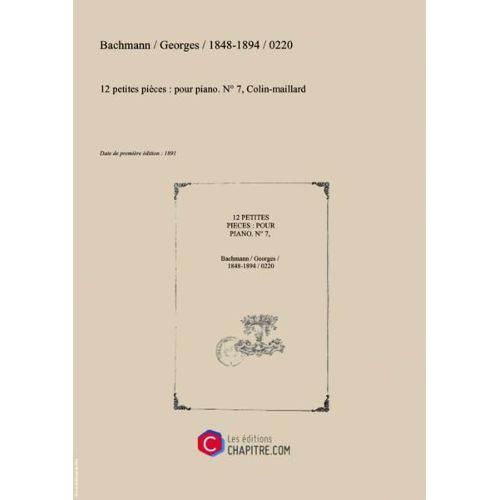 Bachmann / Georges / 1848-1894 / 0220
12 petites pièces : pour piano. N° 7, Colin-maillard
Date de première édition : 1891
12 PETITES
PIECES : POUR
PIANO. N° 7,
Bachmann / Georges /
1848-1894 / 0220
Les éditions
CHAPITRE.COM